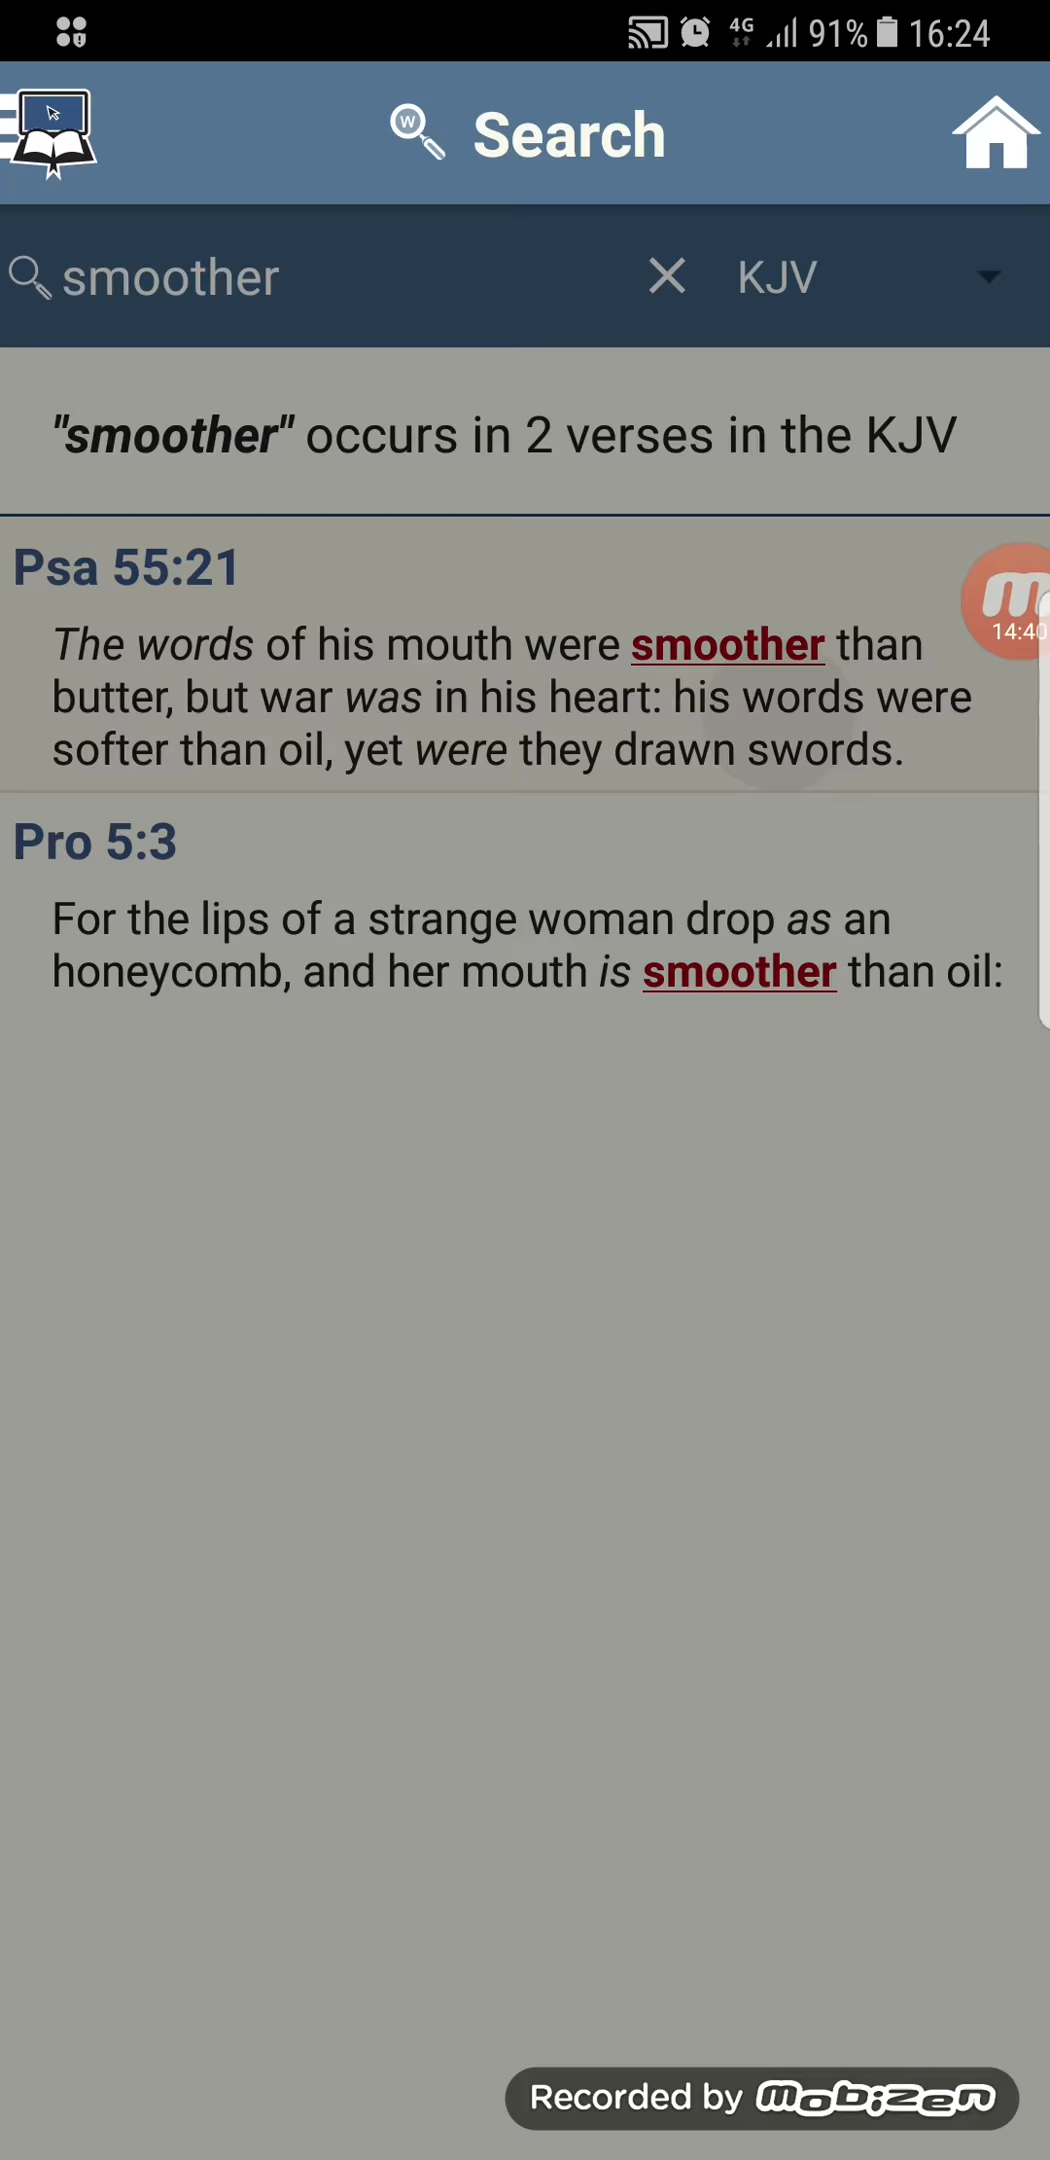 4G 91% 16:24
W Search
smoother KJV
"smoother" occurs in 2 verses in the KJV
Psa 55:21
The words of his mouth were smoother than
butter, but war was in his heart: his words were
softer than oil, yet were they drawn swords.
14:40
Pro 5:3
For the lips of a strange woman drop as an
honeycomb, and her mouth is smoother than oil:
Recorded by mobizen